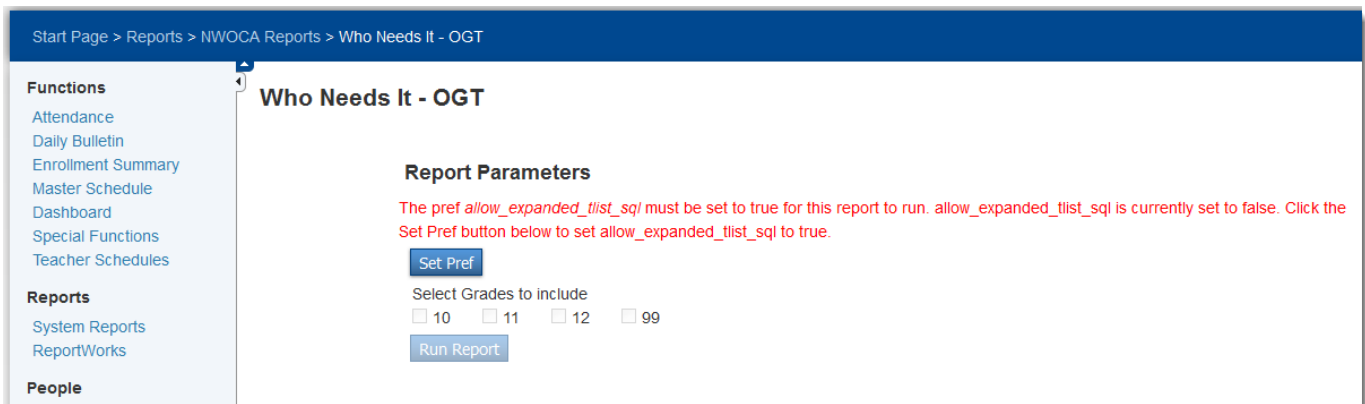 Start Page > Reports > NWOCA Reports > Who Needs It - OGT
Functions
Attendance
Daily Bulletin
Enrollment Summary
Master Schedule
Dashboard
Special Functions
Teacher Schedules
Reports
System Reports
ReportWorks
People
Who Needs It - OGT
Report Parameters
The pref allow_expanded_tlist_sql must be set to true for this report to run. allow_expanded_tlist_sql is currently set to false. Click the
Set Pref button below to set allow_expanded_tlist_sql to true.
Set Pref
Select Grades to include
10 11 12 99
Run Report